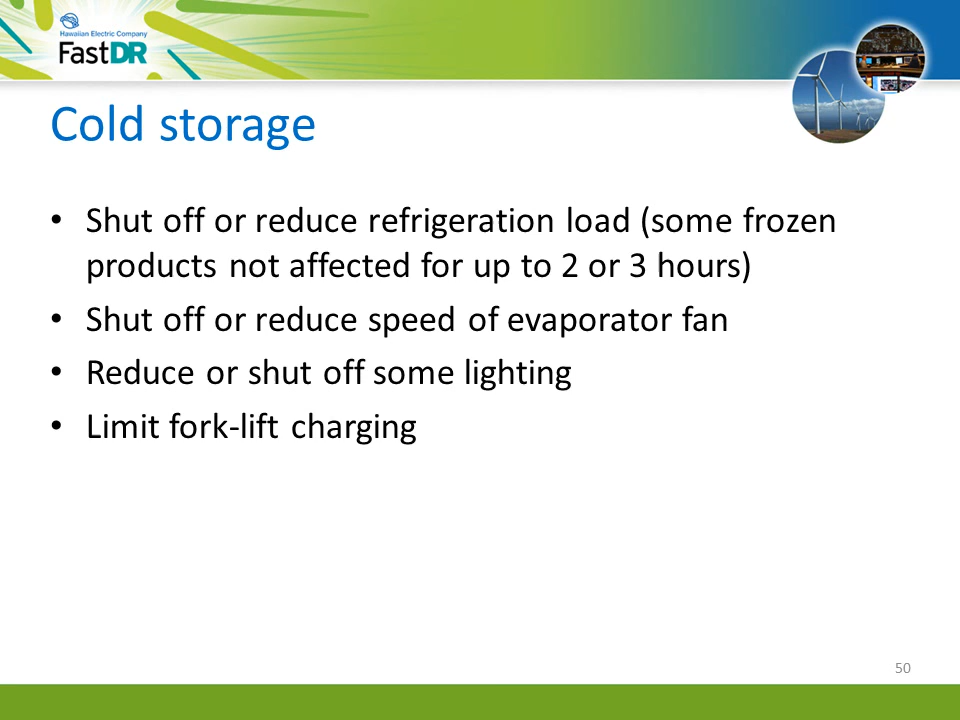 Hawaiian Electric Company
FastDR
Cold storage
• Shut off or reduce refrigeration load (some frozen
products not affected for up to 2 or 3 hours)
• Shut off or reduce speed of evaporator fan
• Reduce or shut off some lighting
• Limit fork-lift charging
50